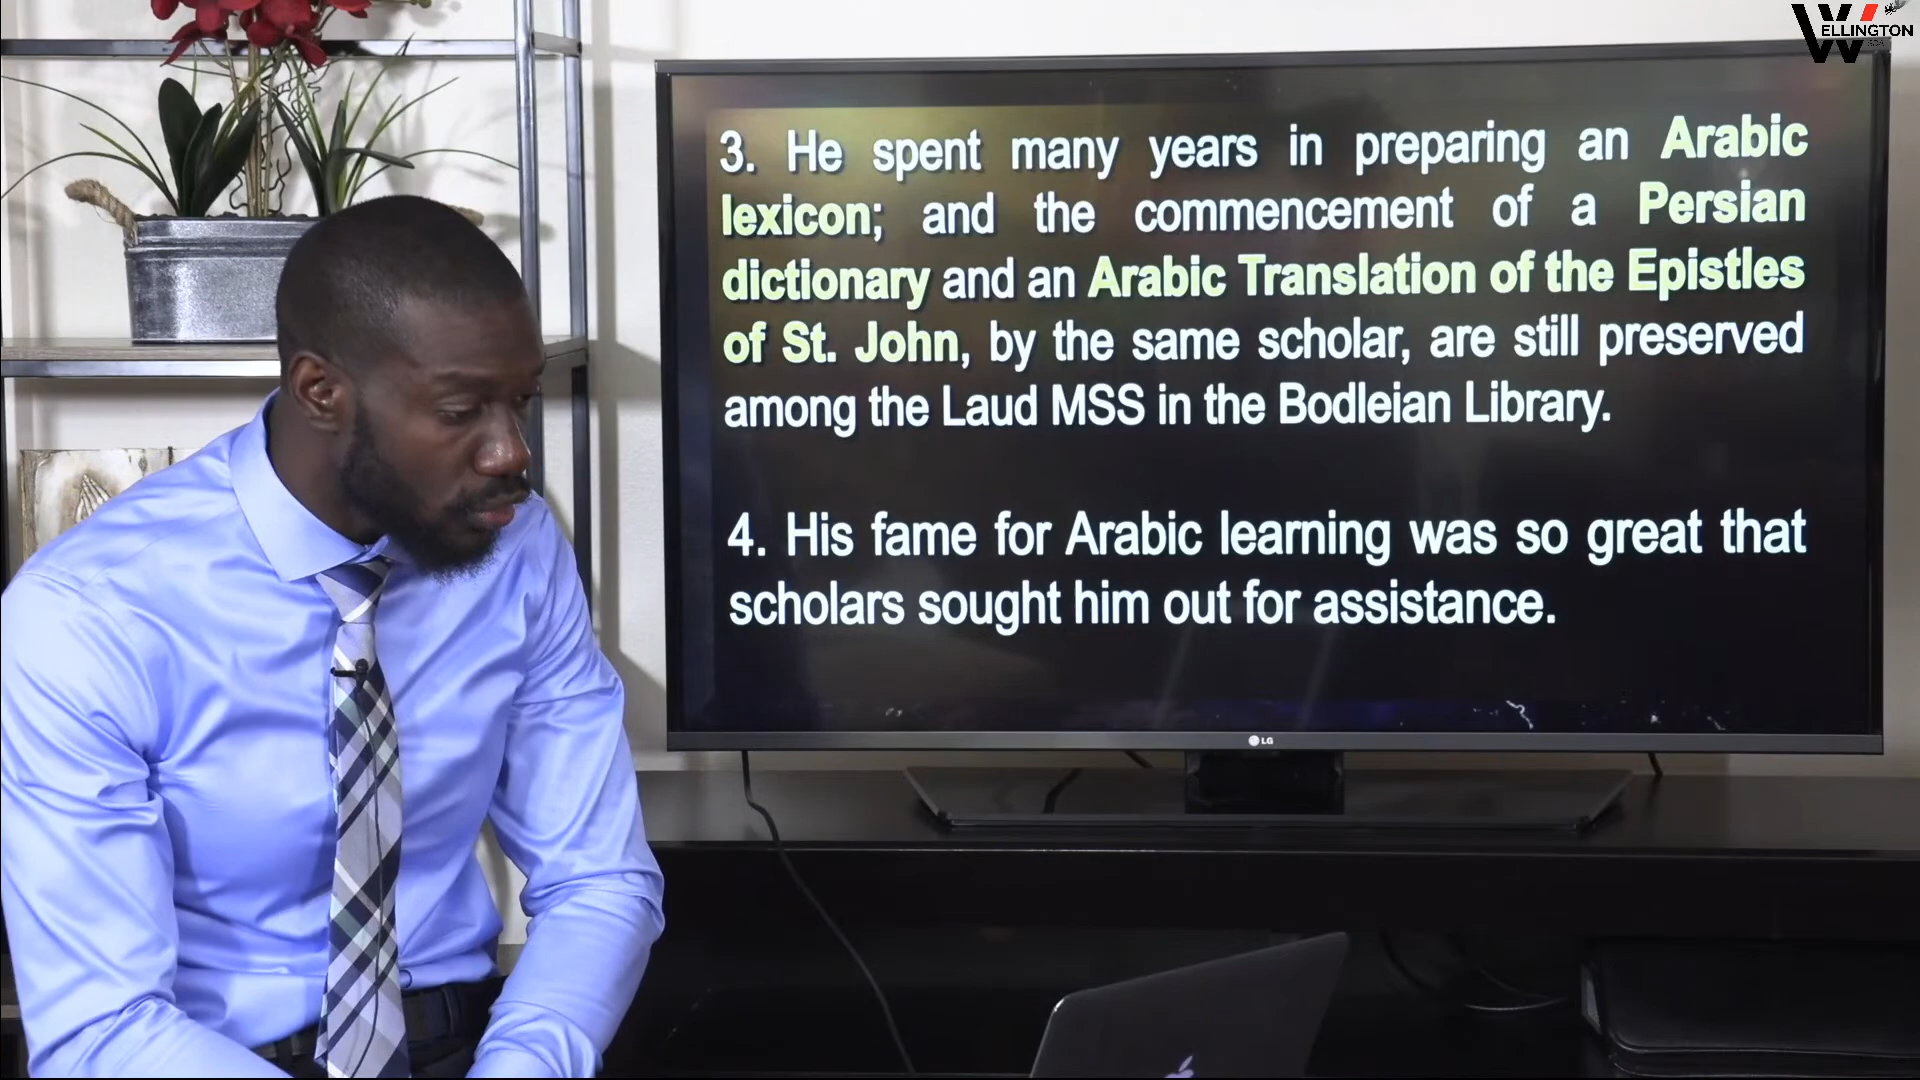 WELLINGTON
SDA
3. He spent many years in preparing an Arabic
lexicon; and the commencement of a Persian
dictionary and an Arabic Translation of the Epistles
of St. John, by the same scholar, are still preserved
among the Laud MSS in the Bodleian Library.
4. His fame for Arabic learning was so great that
scholars sought him out for assistance.
LG